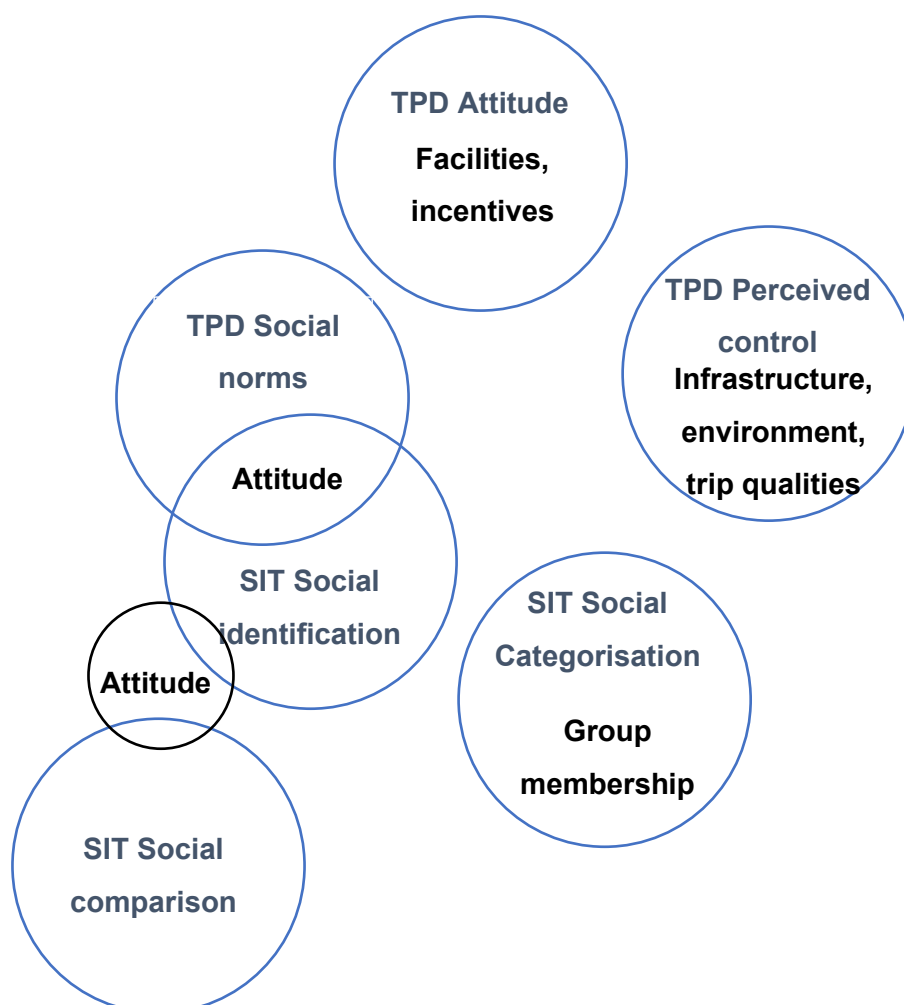 TPD Attitude
Facilities,
incentives
TPD Perceived
control
Infrastructure,
environment,
trip qualities
TPD Social
norms
Attitude
SIT Social
identification
SIT Social
Categorisation
Group
membership
Attitude
SIT Social
comparison